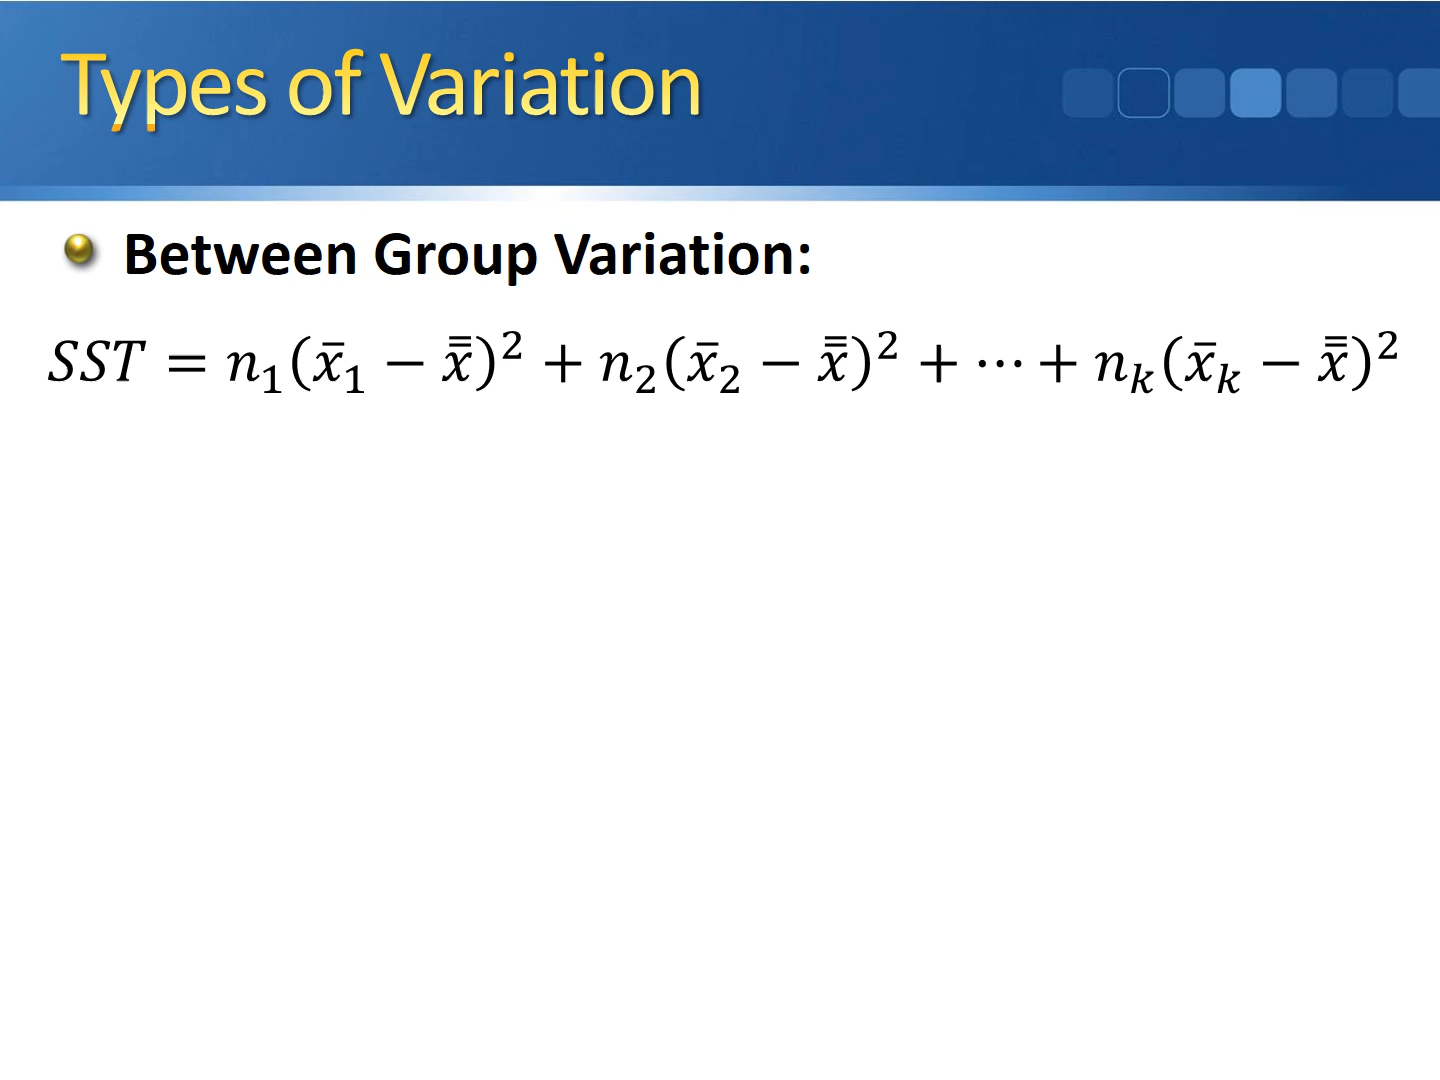 Types of Variation
Between Group Variation:
𝑆𝑆𝑇 = 𝑛₁(x̄₁ − x̿)² + 𝑛₂(x̄₂ − x̿)² + ⋯ + 𝑛ₖ(x̄ₖ − x̿)²